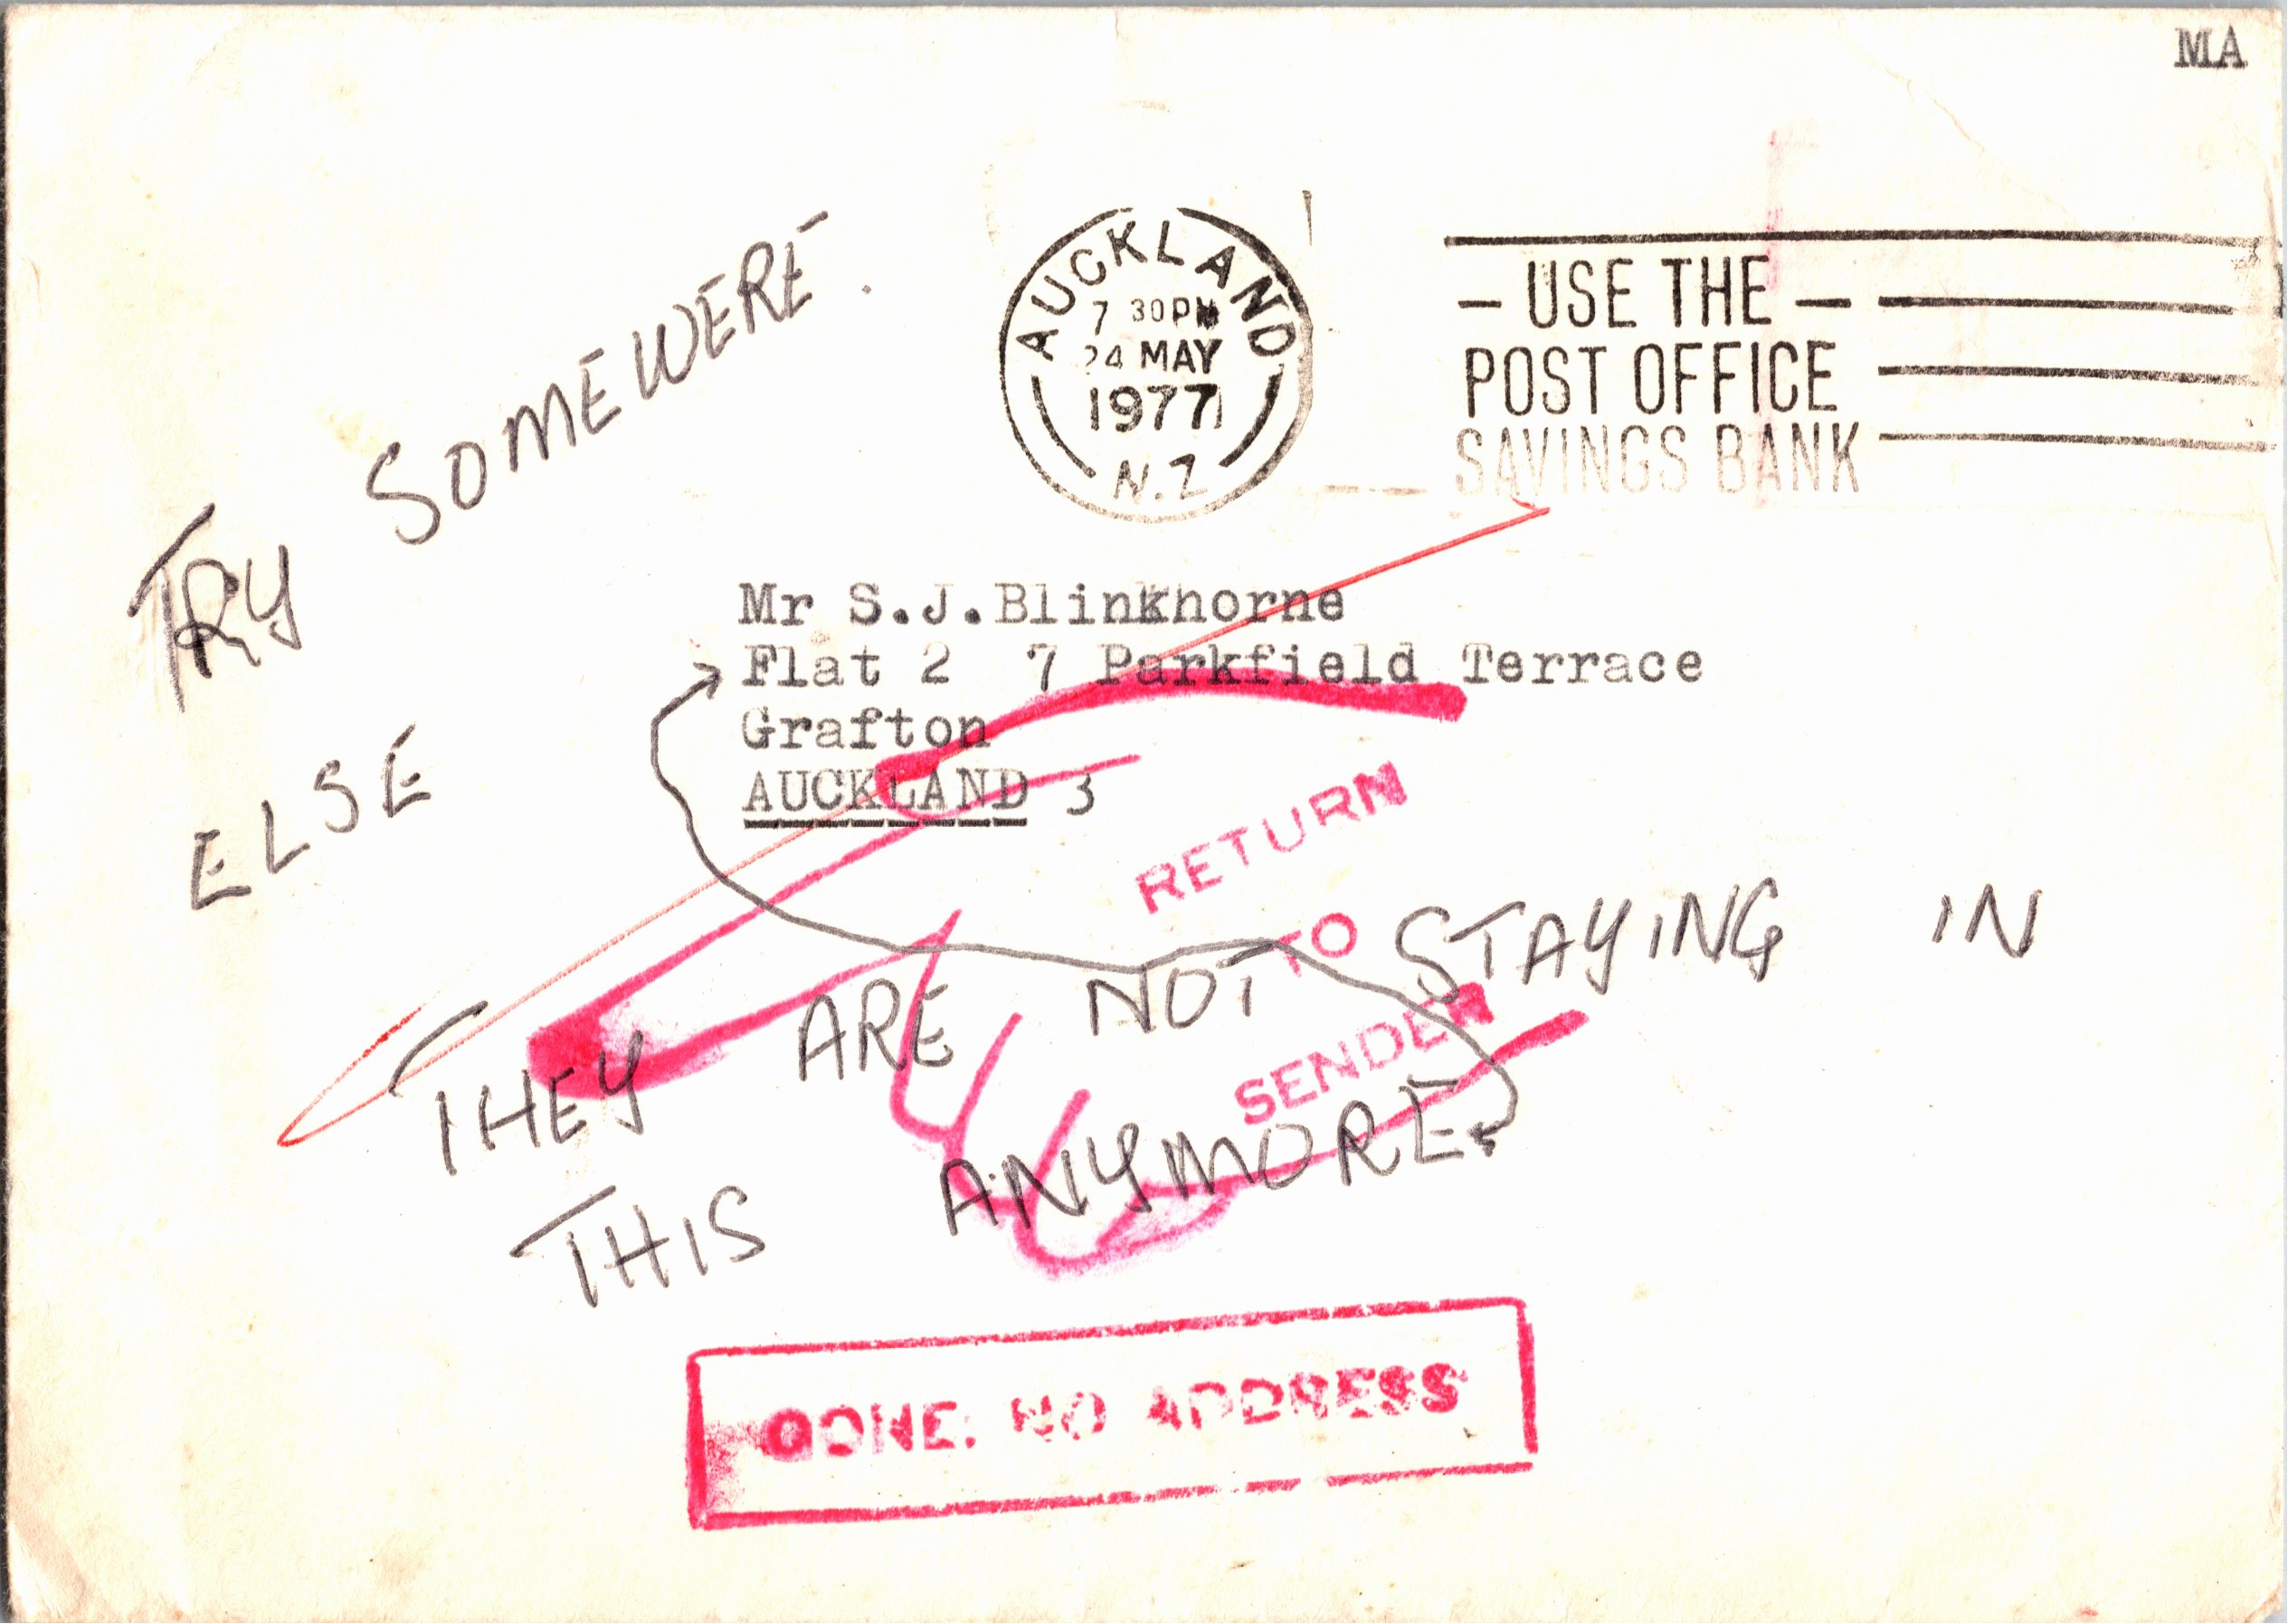 MA
AUCKLAND
7 30PM
24 MAY
1977
N.Z
— USE THE —
POST OFFICE
SAVINGS BANK
TRY SOMEWERE
ELSE
Mr S.J.Blinkhorne
Flat 2 7 Parkfield Terrace
Grafton
AUCKLAND 3
RETURN
TO
SENDER
THEY ARE NOT STAYING IN
THIS ANYMORE.
GONE. NO ADDRESS